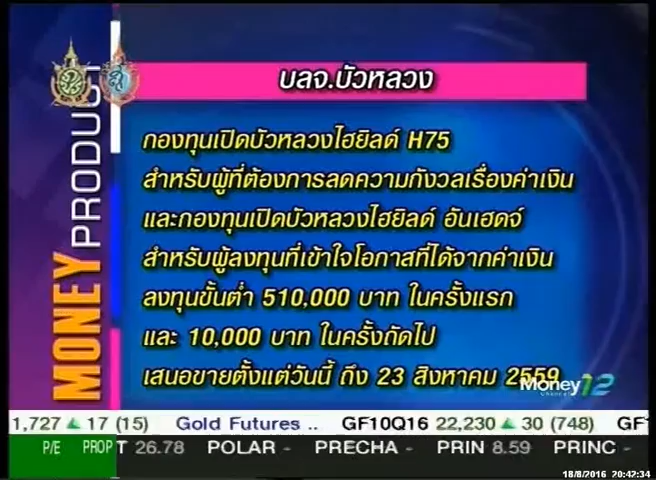 บลจ.บัวหลวง
MONEY PRODUCT
กองทุนเปิดบัวหลวงไฮยิลด์ H75
สำหรับผู้ที่ต้องการลดความกังวลเรื่องค่าเงิน
และกองทุนเปิดบัวหลวงไฮยิลด์ อันเฮดจ์
สำหรับผู้ลงทุนที่เข้าใจโอกาสที่ได้จากค่าเงิน
ลงทุนขั้นต่ำ 510,000 บาท ในครั้งแรก
และ 10,000 บาท ในครั้งถัดไป
เสนอขายตั้งแต่วันนี้ ถึง 23 สิงหาคม 2559
Money 12
CHANNEL
1,727 ▲ 17 (15) Gold Futures .. GF10Q16 22,230 ▲ 30 (748) GF
P/E PROP T 26.78 POLAR - PRECHA - PRIN 8.59 PRINC -
18/8/2016 20:42:34